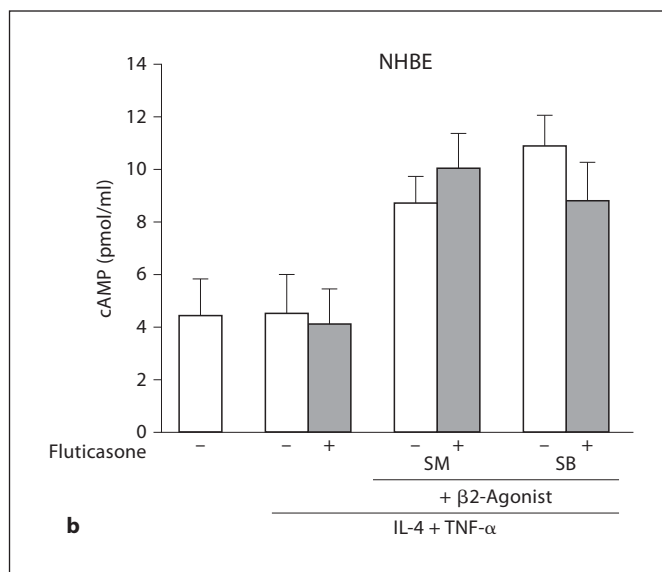 NHBE
14
12
10
8
6
4
2
0
cAMP (pmol/ml)
Fluticasone – – + – + – +
SM SB
+ β2-Agonist
b IL-4 + TNF-α